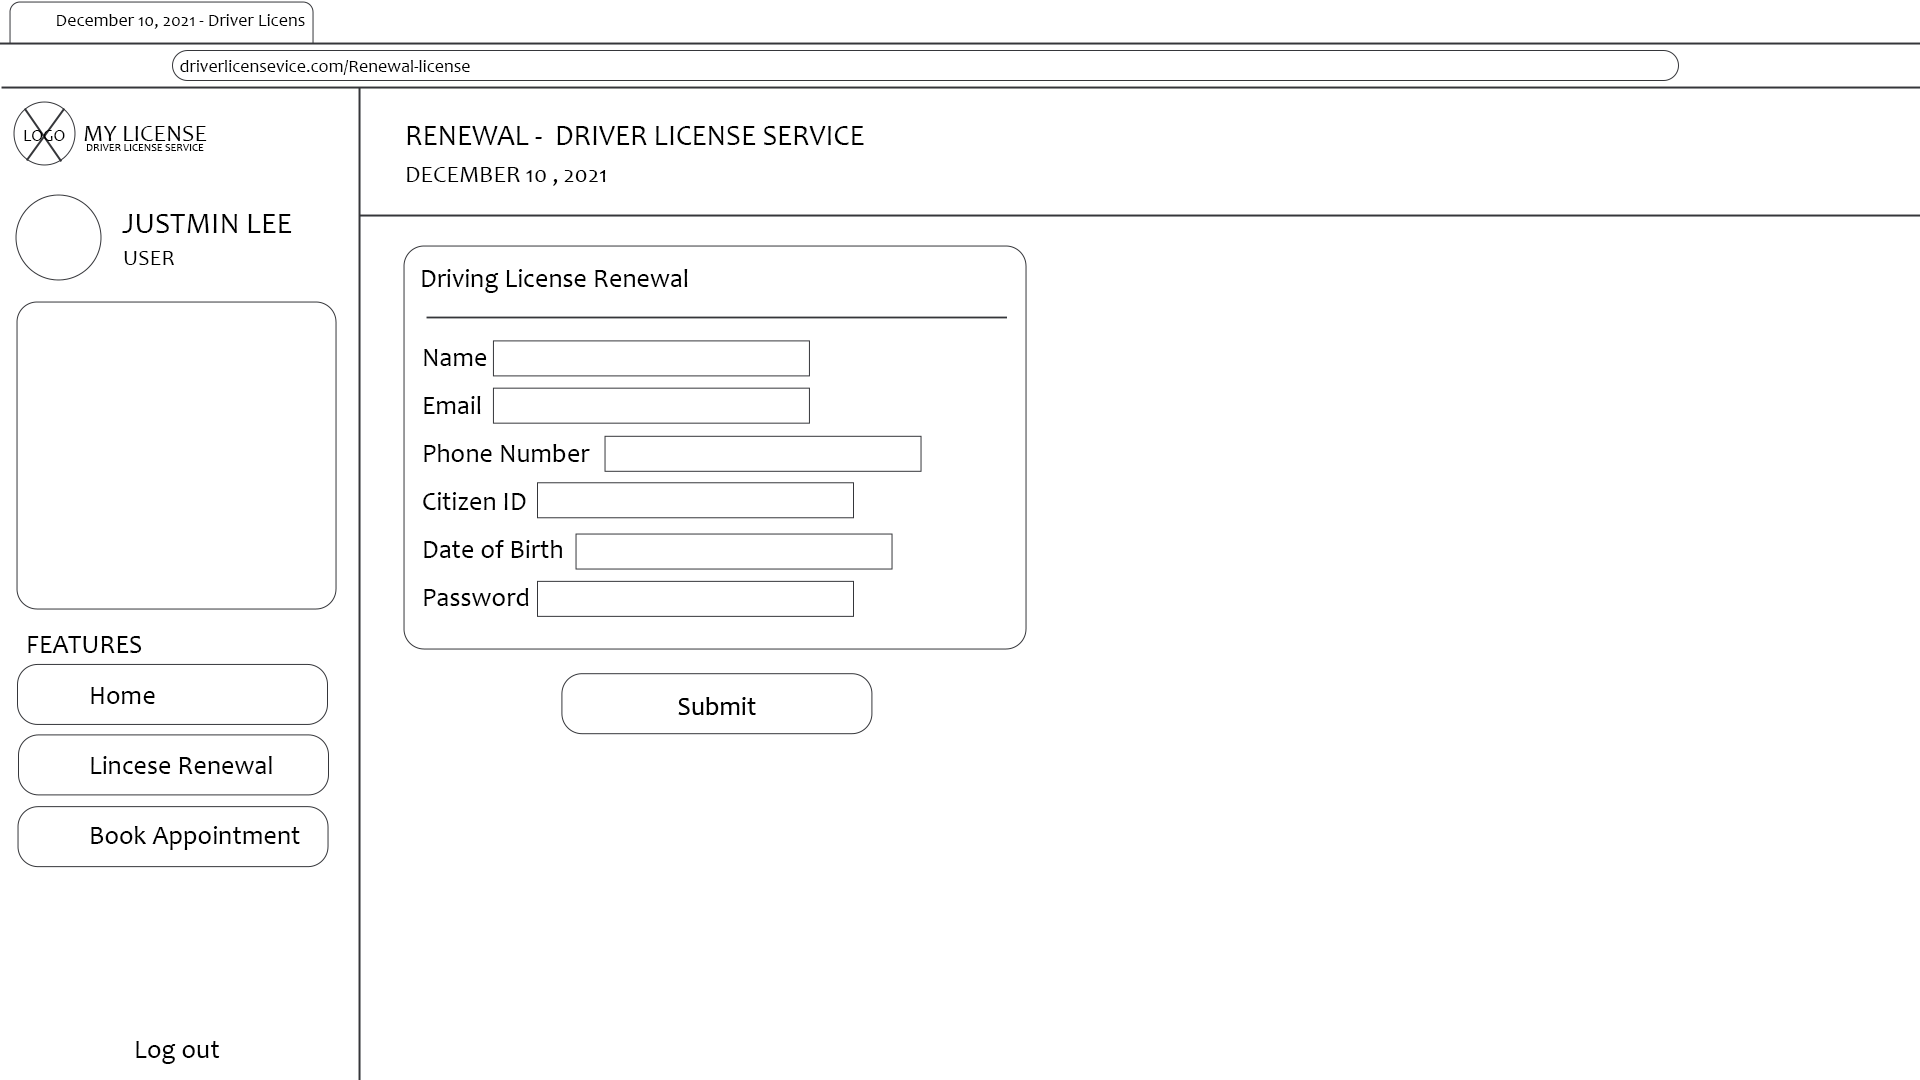 December 10, 2021 - Driver Licens
driverlicensevice.com/Renewal-license
LOGO
MY LICENSE
DRIVER LICENSE SERVICE
JUSTMIN LEE
USER
FEATURES
Home
Lincese Renewal
Book Appointment
Log out
RENEWAL - DRIVER LICENSE SERVICE
DECEMBER 10 , 2021
Driving License Renewal
Name
Email
Phone Number
Citizen ID
Date of Birth
Password
Submit